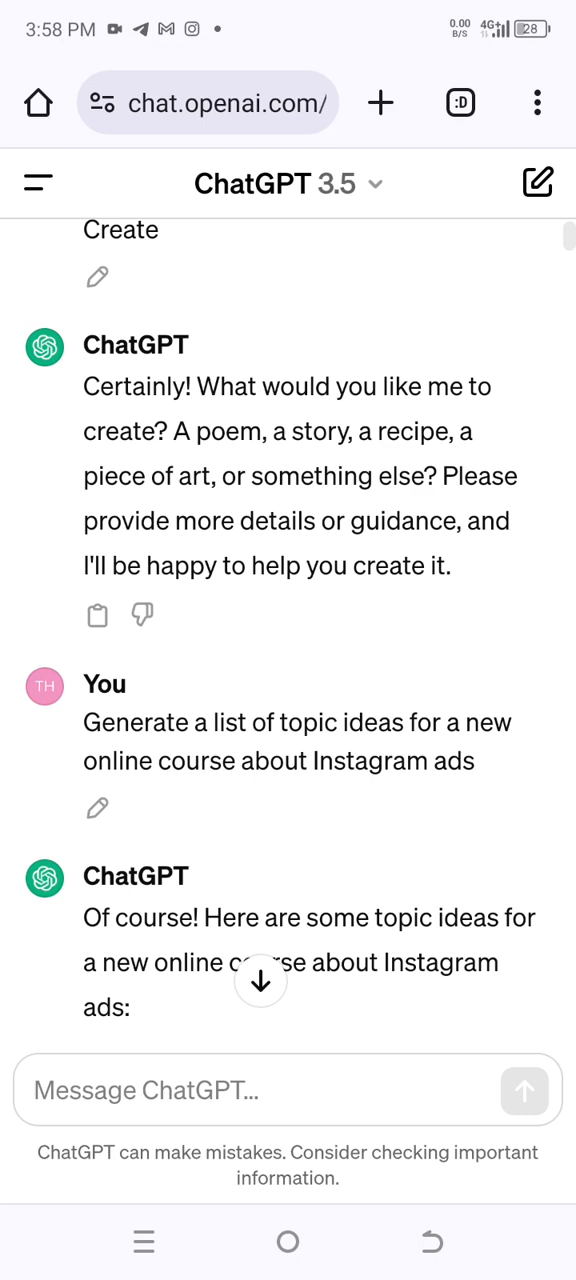 3:58 PM
0.00
B/S
4G+
28
chat.openai.com/
:D
ChatGPT 3.5
Create
ChatGPT
Certainly! What would you like me to
create? A poem, a story, a recipe, a
piece of art, or something else? Please
provide more details or guidance, and
I'll be happy to help you create it.
TH
You
Generate a list of topic ideas for a new
online course about Instagram ads
ChatGPT
Of course! Here are some topic ideas for
a new online course about Instagram
ads:
Message ChatGPT...
ChatGPT can make mistakes. Consider checking important
information.